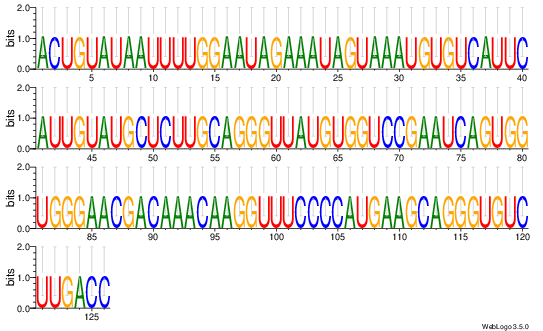 2.0
bits
1.0
ACUGUAUAAUUUUGGAAUAGAAAUAGUAAAUGUGUCAUUC
0.0
5 10 15 20 25 30 35 40
2.0
bits
1.0
AUUGUAUGCUCUUGCAGGGUUAUGUGGUCCGAAUCAGUGG
0.0
45 50 55 60 65 70 75 80
2.0
bits
1.0
UGGGAACGACAAACAAGGUUUCCCCAUGAAGCAGGGUGUC
0.0
85 90 95 100 105 110 115 120
2.0
bits
1.0
UUGACC
0.0
125
WebLogo 3.5.0